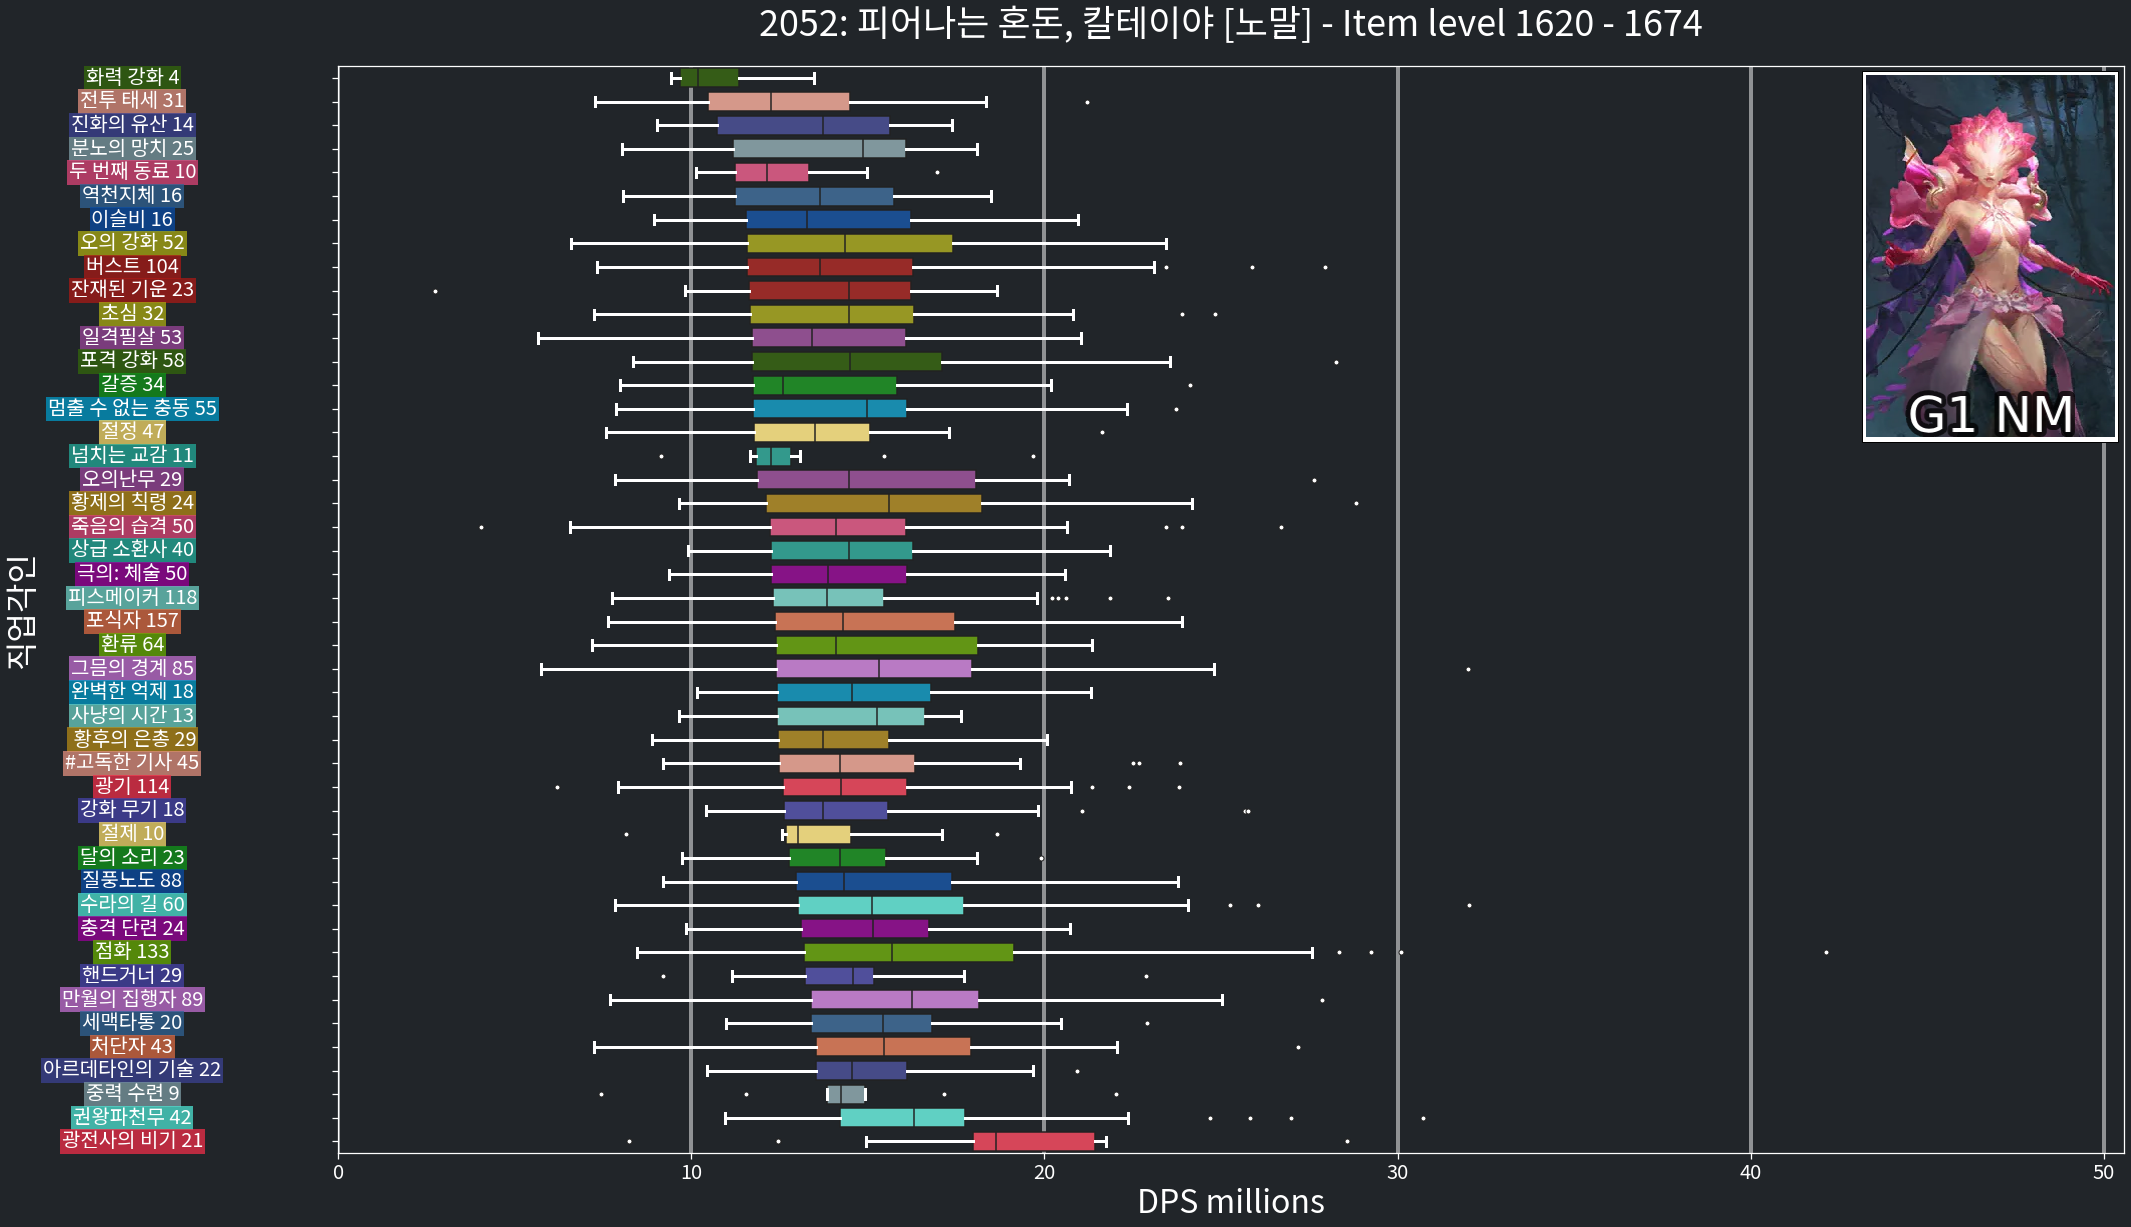 2052: 피어나는 혼돈, 칼테이야 [노말] - Item level 1620 - 1674
화력 강화 4
전투 태세 31
진화의 유산 14
분노의 망치 25
두 번째 동료 10
역천지체 16
이슬비 16
오의 강화 52
버스트 104
잔재된 기운 23
초심 32
일격필살 53
포격 강화 58
갈증 34
멈출 수 없는 충동 55
절정 47
넘치는 교감 11
오의난무 29
황제의 칙령 24
죽음의 습격 50
상급 소환사 40
극의: 체술 50
피스메이커 118
포식자 157
환류 64
그믐의 경계 85
완벽한 억제 18
사냥의 시간 13
황후의 은총 29
#고독한 기사 45
광기 114
강화 무기 18
절제 10
달의 소리 23
질풍노도 88
수라의 길 60
충격 단련 24
점화 133
핸드거너 29
만월의 집행자 89
세맥타통 20
처단자 43
아르데타인의 기술 22
중력 수련 9
권왕파천무 42
광전사의 비기 21
직업각인
G1 NM
0 10 20 30 40 50
DPS millions